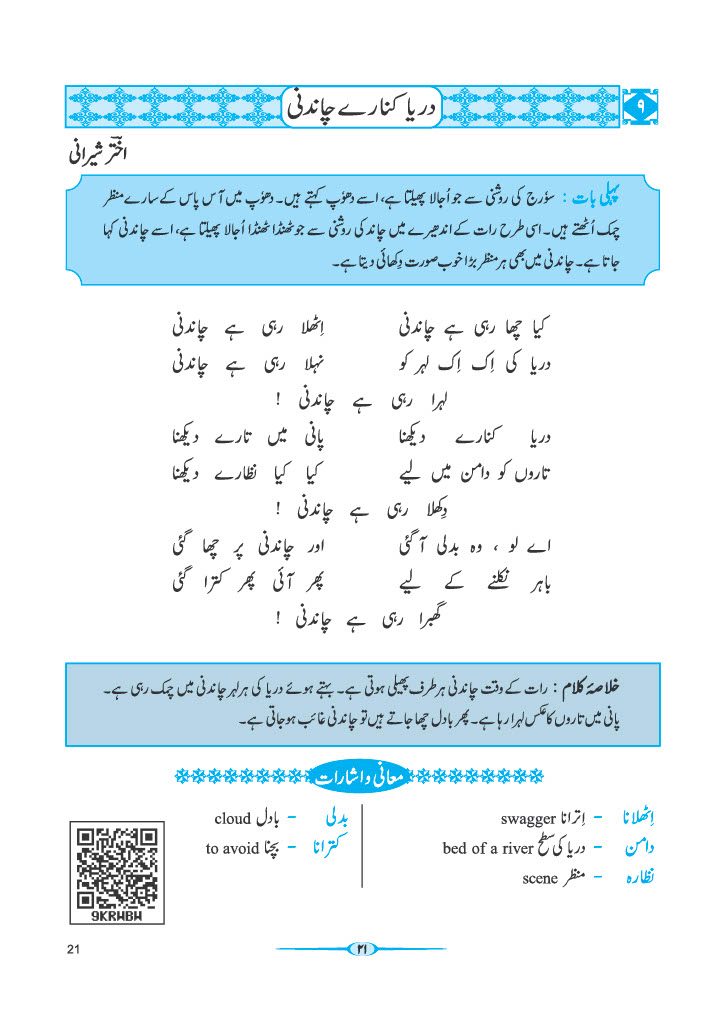 ۹
دریا کنارے چاندنی
اختر شیرانی
پہلی بات : سوٗرج کی روشنی سے جو اُجالا پھیلتا ہے، اسے دھوٗپ کہتے ہیں۔ دھوٗپ میں آس پاس کے سارے منظر
چمک اُٹھتے ہیں۔ اسی طرح رات کے اندھیرے میں چاند کی روشنی سے جو ٹھنڈا ٹھنڈا اُجالا پھیلتا ہے، اسے چاندنی کہا
جاتا ہے۔ چاندنی میں بھی ہر منظر بڑا خوب صورت دِکھائی دیتا ہے۔
کیا چھا رہی ہے چاندنی اِٹھلا رہی ہے چاندنی
دریا کی اِک اِک لہر کو نہلا رہی ہے چاندنی
لہرا رہی ہے چاندنی !
دریا کنارے دیکھنا پانی میں تارے دیکھنا
تاروں کو دامن میں لیے کیا کیا نظارے دیکھنا
دِکھلا رہی ہے چاندنی !
اے لو ، وہ بدلی آ گئی اور چاندنی پر چھا گئی
باہر نکلنے کے لیے پھر آئی پھر کترا گئی
گھبرا رہی ہے چاندنی !
خلاصۂ کلام : رات کے وقت چاندنی ہر طرف پھیلی ہوتی ہے۔ بہتے ہوئے دریا کی ہر لہر چاندنی میں چمک رہی ہے۔
پانی میں تاروں کا عکس لہرا رہا ہے۔ پھر بادل چھا جاتے ہیں تو چاندنی غائب ہو جاتی ہے۔
معانی و اشارات
اِٹھلانا – اِترانا swagger
دامن – دریا کی سطح bed of a river
نظارہ – منظر scene
بدلی – بادل cloud
کترانا – بچنا to avoid
9KRWBW
۲۱
21